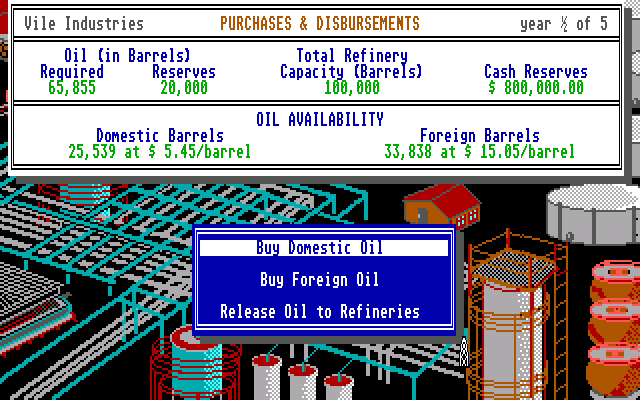 Vile Industries PURCHASES & DISBURSEMENTS year ½ of 5
Oil (in Barrels) Total Refinery
Required Reserves Capacity (Barrels) Cash Reserves
65,855 20,000 100,000 $ 800,000.00
OIL AVAILABILITY
Domestic Barrels Foreign Barrels
25,539 at $ 5.45/barrel 33,838 at $ 15.05/barrel
Buy Domestic Oil
Buy Foreign Oil
Release Oil to Refineries